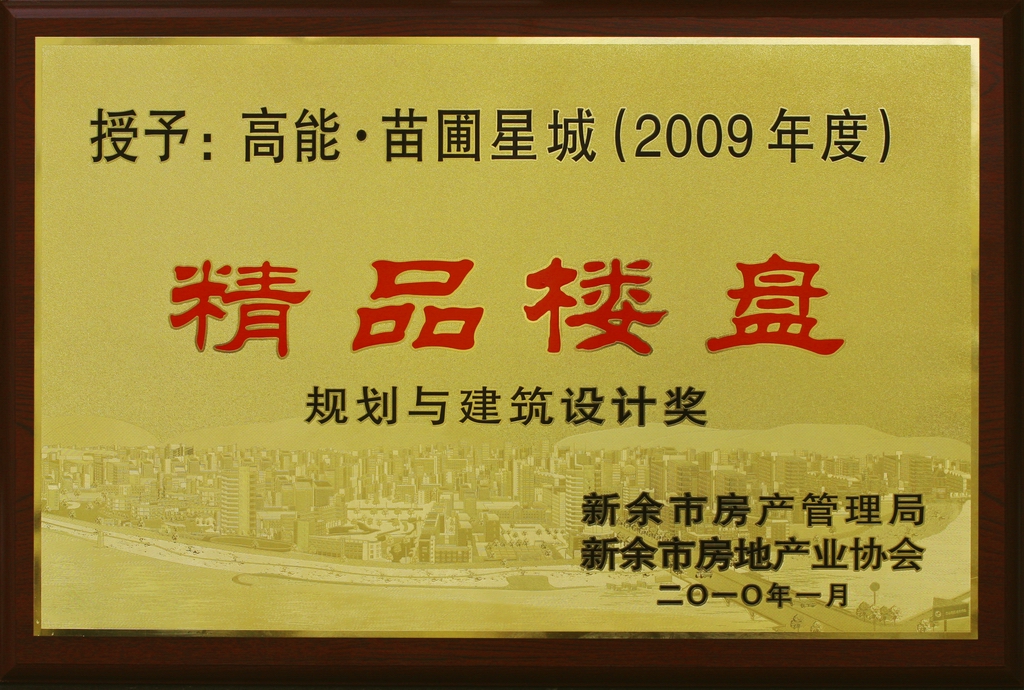 授予：高能·苗圃星城（2009年度）
精品楼盘
规划与建筑设计奖
新余市房产管理局
新余市房地产业协会
二〇一〇年一月